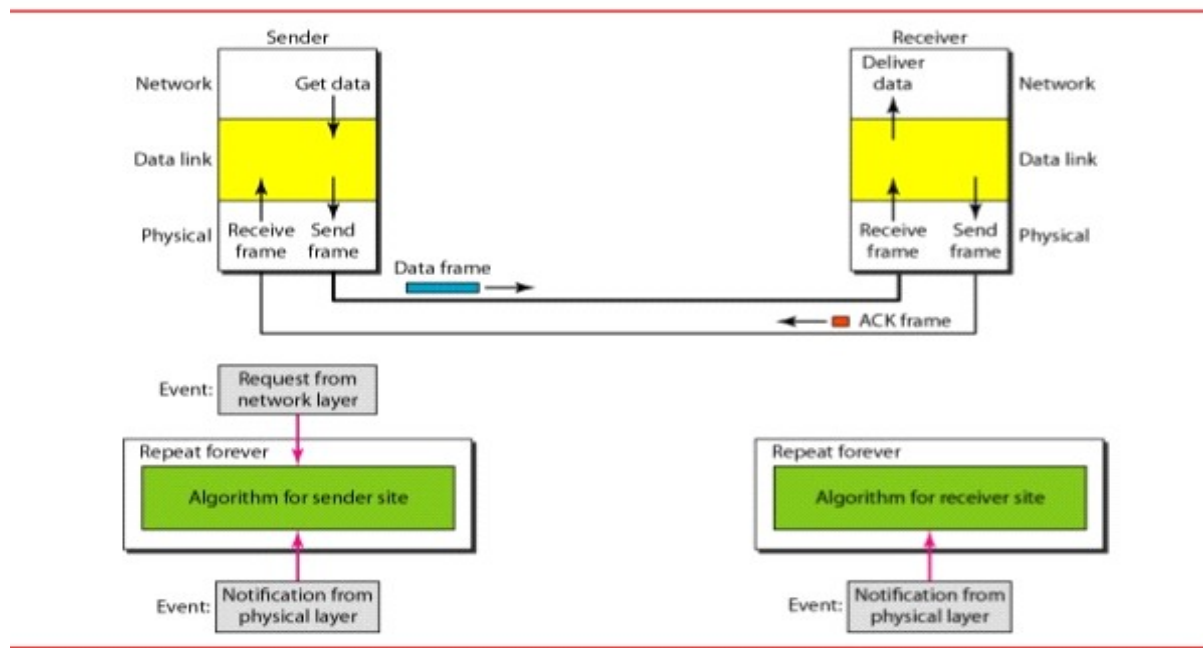 Sender
Receiver
Network
Get data
Deliver
data
Network
Data link
Data link
Physical
Receive
frame
Send
frame
Receive
frame
Send
frame
Physical
Data frame
ACK frame
Event:
Request from
network layer
Repeat forever
Algorithm for sender site
Event:
Notification from
physical layer
Repeat forever
Algorithm for receiver site
Event:
Notification from
physical layer